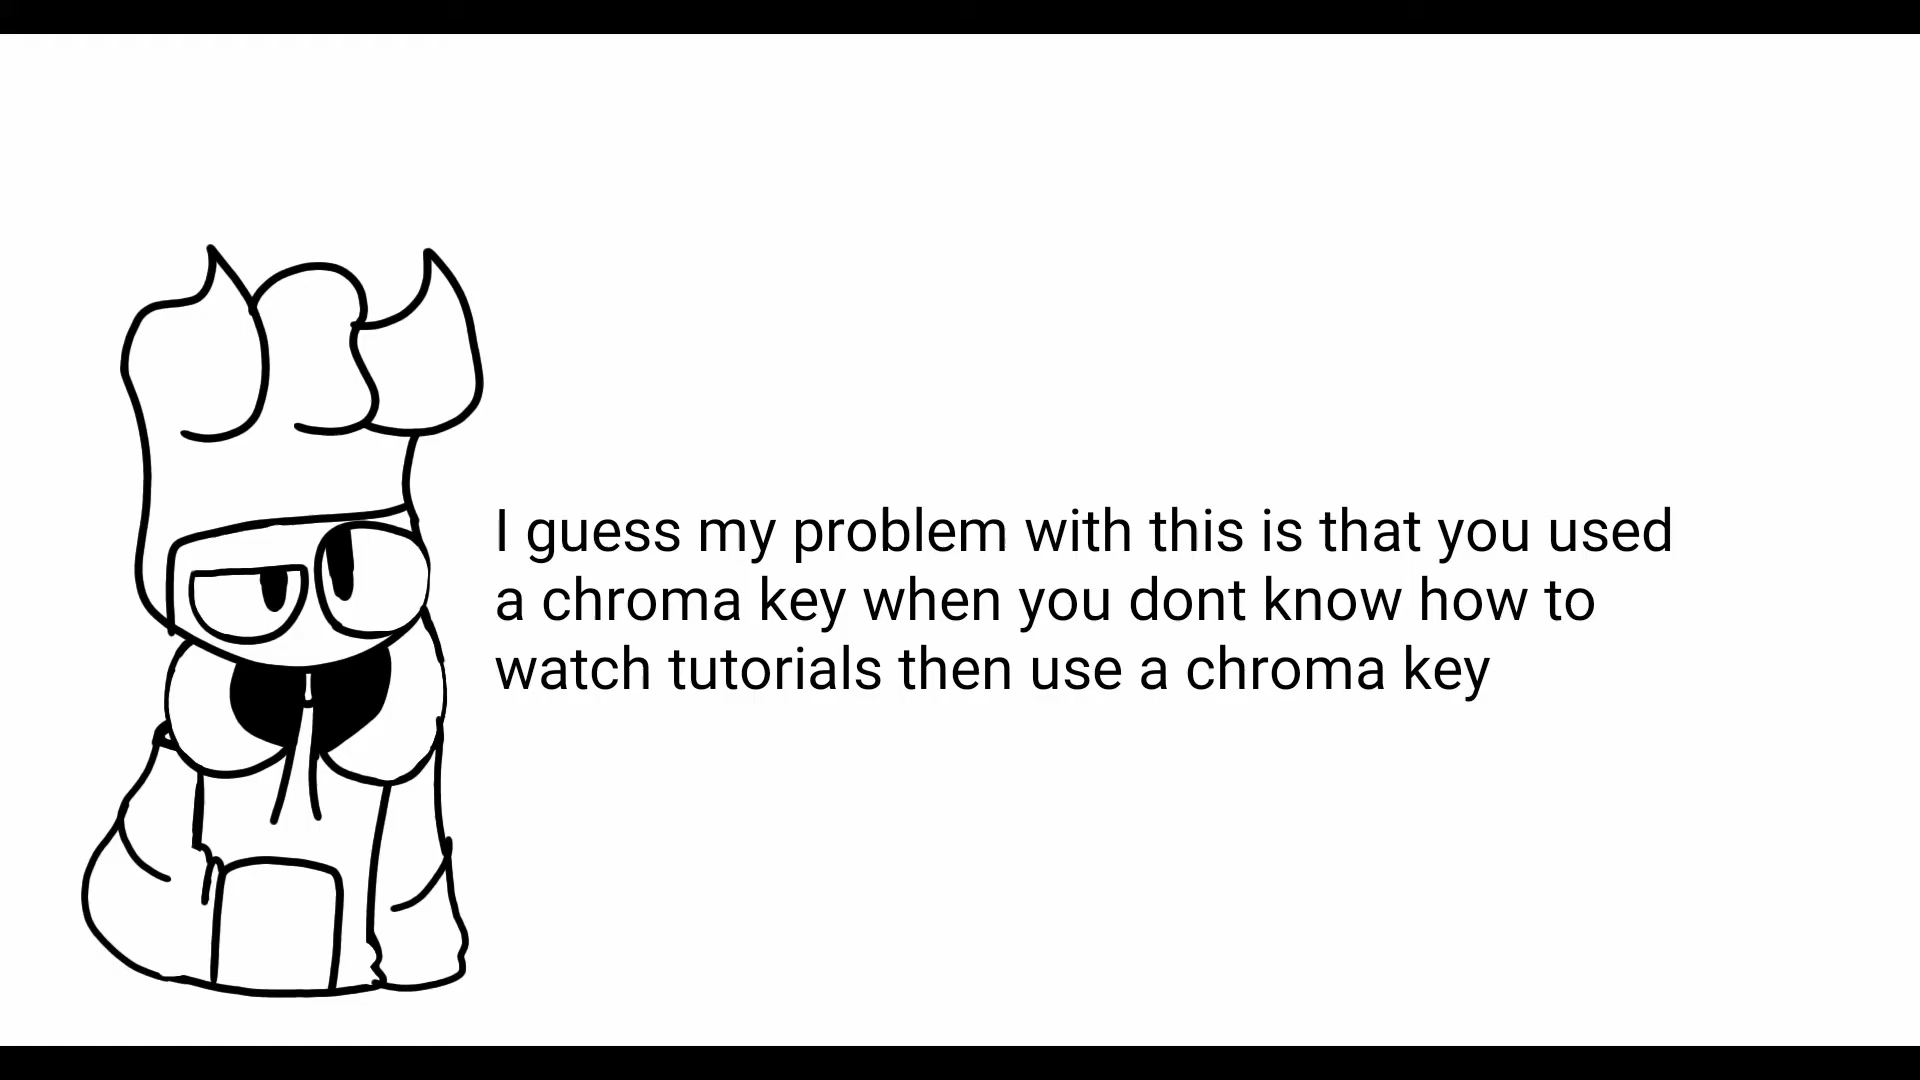 I guess my problem with this is that you used
a chroma key when you dont know how to
watch tutorials then use a chroma key